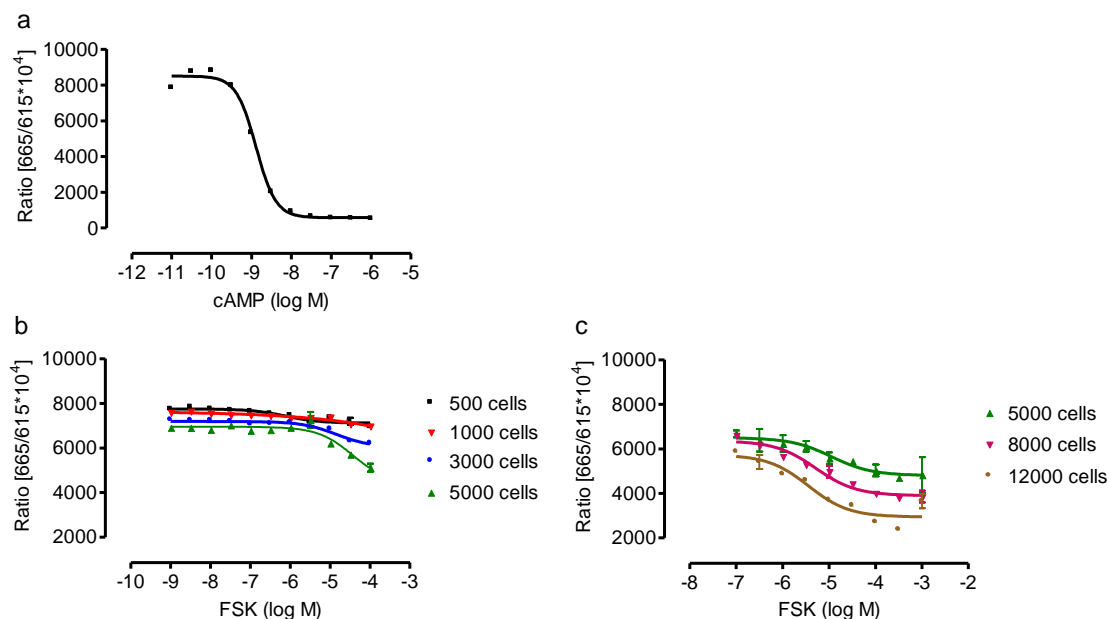 a
Ratio [665/615*10⁴]
10000
8000
6000
4000
2000
0
-12 -11 -10 -9 -8 -7 -6 -5
cAMP (log M)
b
Ratio [665/615*10⁴]
10000
8000
6000
4000
2000
-10 -9 -8 -7 -6 -5 -4 -3
FSK (log M)
500 cells
1000 cells
3000 cells
5000 cells
c
Ratio [665/615*10⁴]
10000
8000
6000
4000
2000
-8 -7 -6 -5 -4 -3 -2
FSK (log M)
5000 cells
8000 cells
12000 cells